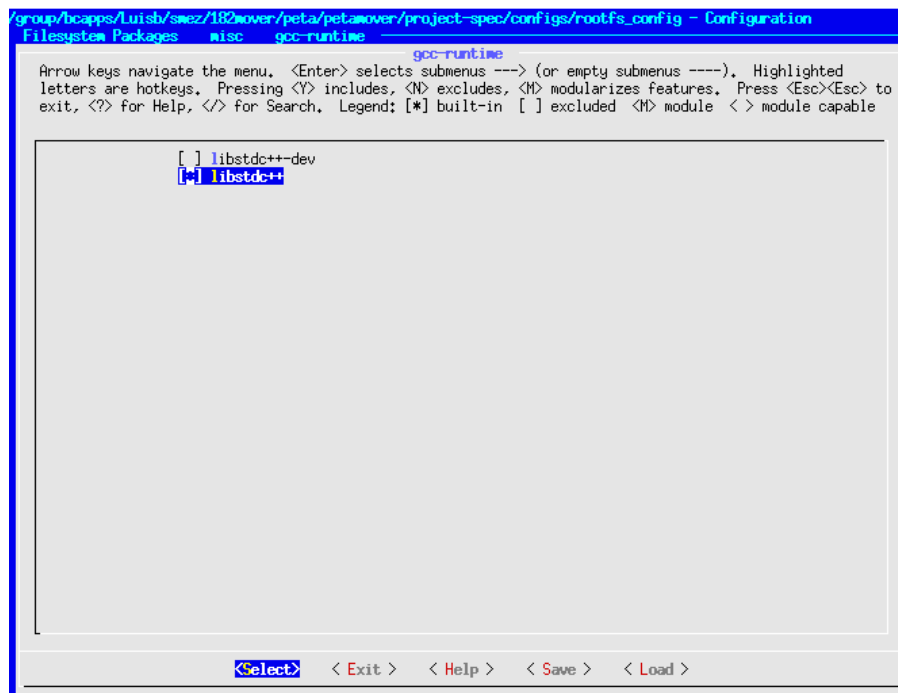 /group/bcapps/Luisb/smez/182mover/peta/petamover/project-spec/configs/rootfs_config - Configuration
Filesystem Packages misc gcc-runtime
gcc-runtime
Arrow keys navigate the menu. <Enter> selects submenus ---> (or empty submenus ----). Highlighted
letters are hotkeys. Pressing <Y> includes, <N> excludes, <M> modularizes features. Press <Esc><Esc> to
exit, <?> for Help, </> for Search. Legend: [*] built-in [ ] excluded <M> module < > module capable
[ ] libstdc++-dev
[*] libstdc++
<Select> < Exit > < Help > < Save > < Load >